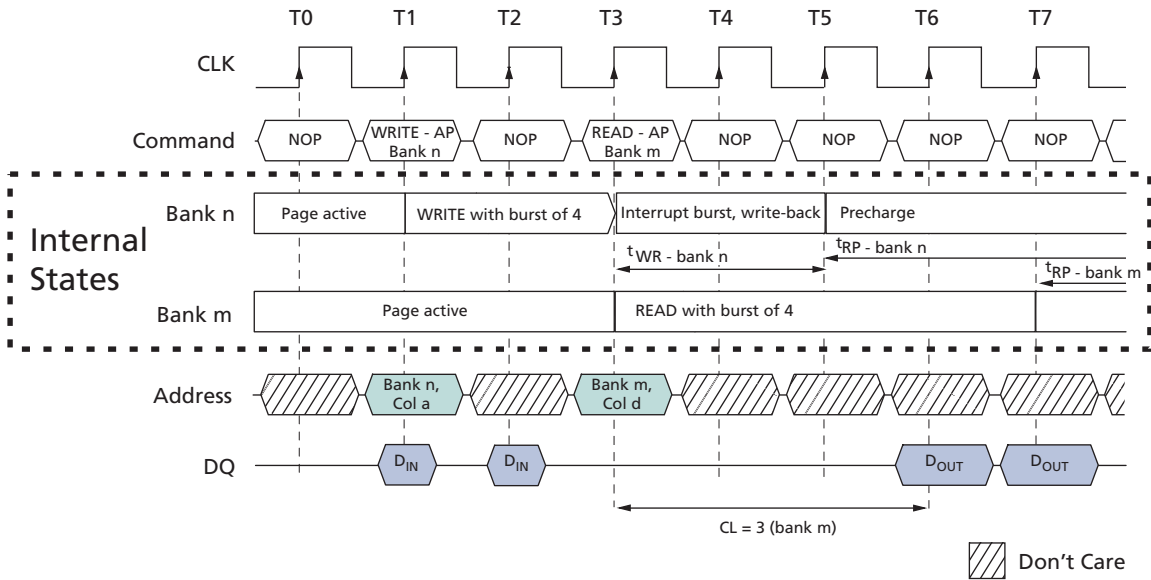 T0 T1 T2 T3 T4 T5 T6 T7
CLK
Command NOP WRITE - AP Bank n NOP READ - AP Bank m NOP NOP NOP NOP
Internal States
Bank n Page active WRITE with burst of 4 Interrupt burst, write-back Precharge
tWR - bank n tRP - bank n
tRP - bank m
Bank m Page active READ with burst of 4
Address Bank n, Col a Bank m, Col d
DQ DIN DIN DOUT DOUT
CL = 3 (bank m)
Don't Care